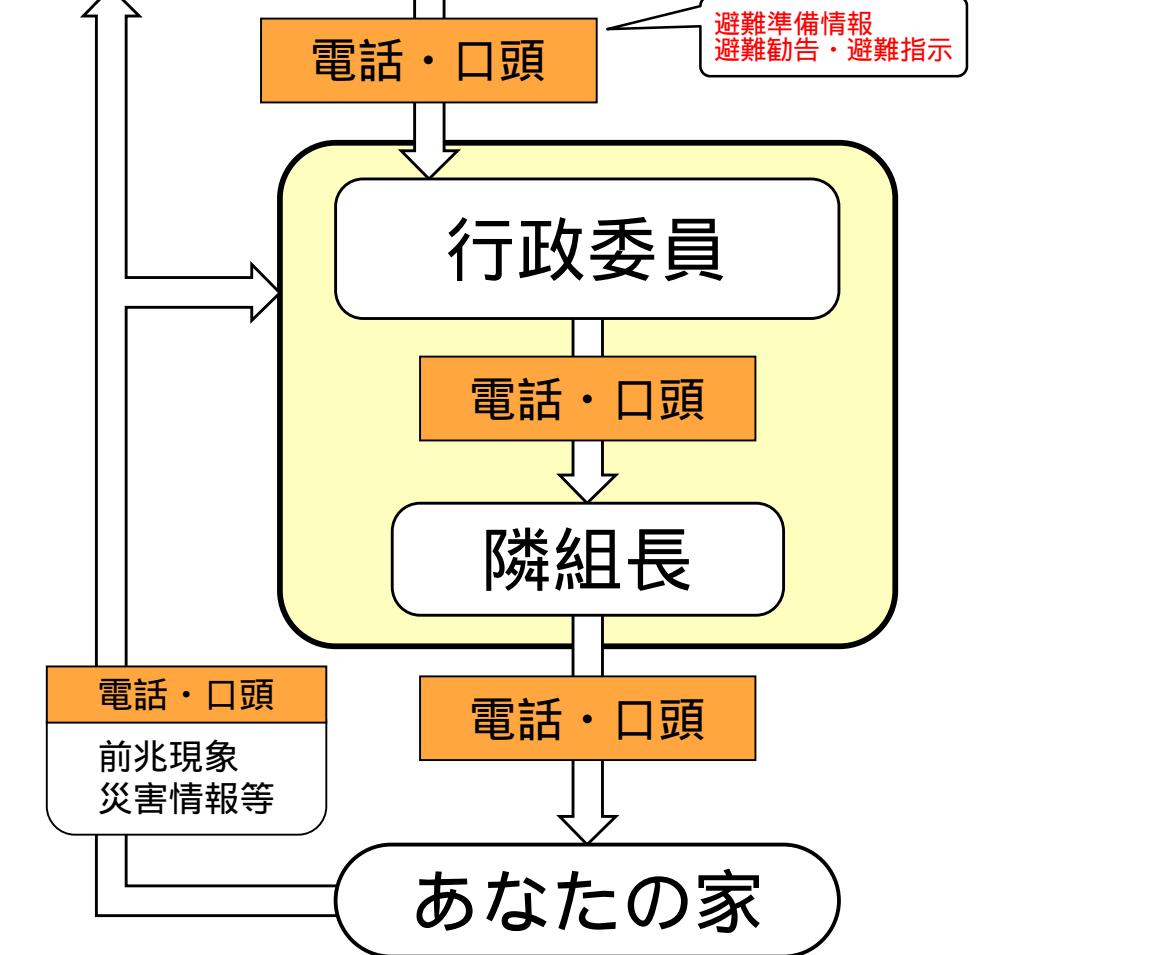 避難準備情報
避難勧告・避難指示
電話・口頭
行政委員
電話・口頭
隣組長
電話・口頭
前兆現象
災害情報等
電話・口頭
あなたの家